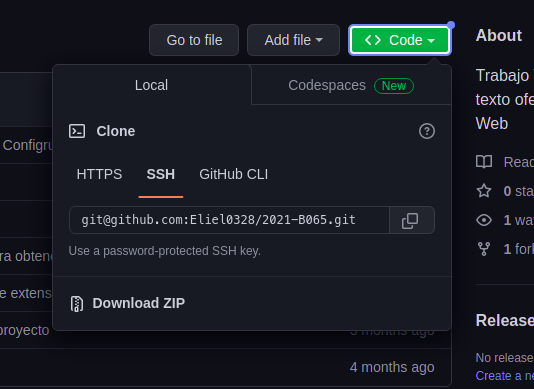 Go to file
Add file
Code
About
Local
Codespaces New
Trabajo
texto ofe
Web
Clone
Configru
HTTPS
SSH
GitHub CLI
Read
0 sta
git@github.com:Eliel0328/2021-B065.git
1 wa
Use a password-protected SSH key.
1 fork
ra obtene
e extens
Download ZIP
proyecto
3 months ago
Release
No release
4 months ago
Create a ne